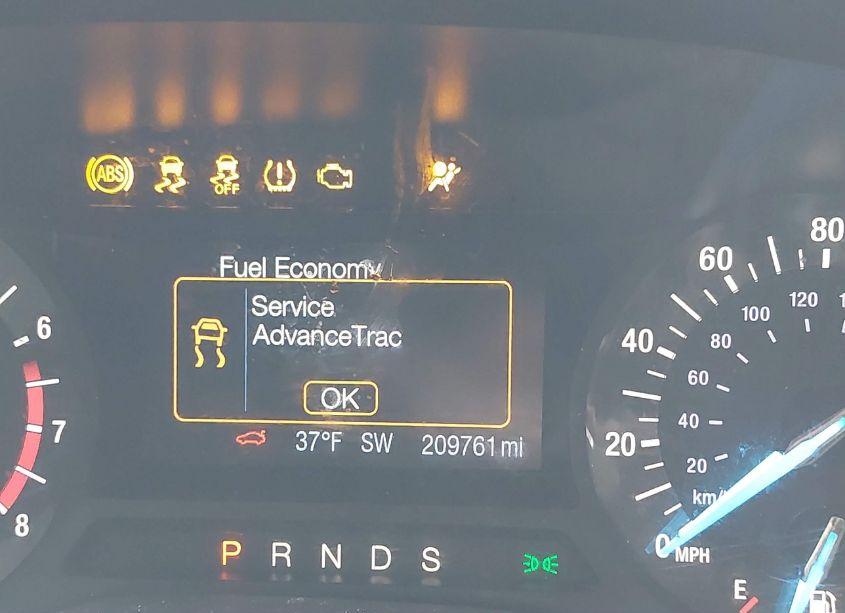 ABS
OFF
Fuel Economy
Service
AdvanceTrac
OK
37°F SW 209761 mi
6
7
8
P R N D S
0 20 40 60 80
MPH
20 40 60 80 100 120
km/
E